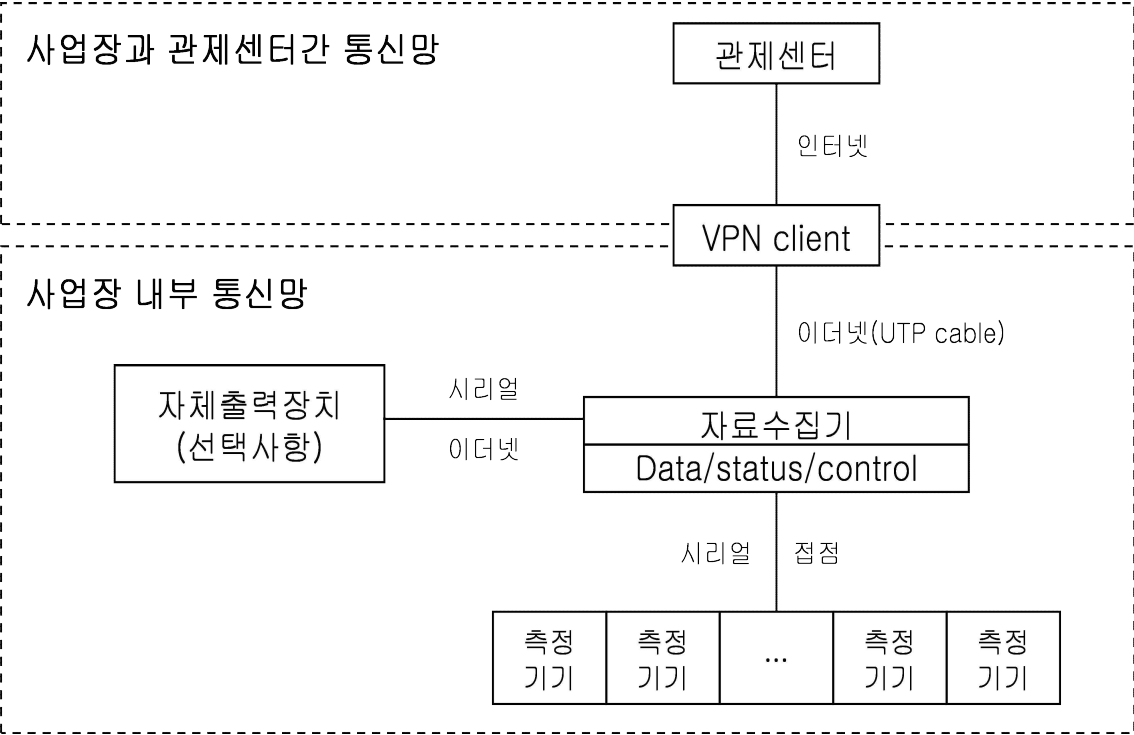 사업장과 관제센터간 통신망
관제센터
인터넷
VPN client
사업장 내부 통신망
이더넷(UTP cable)
자체출력장치
(선택사항)
시리얼
이더넷
자료수집기
Data/status/control
시리얼 접점
측정
기기
측정
기기
...
측정
기기
측정
기기